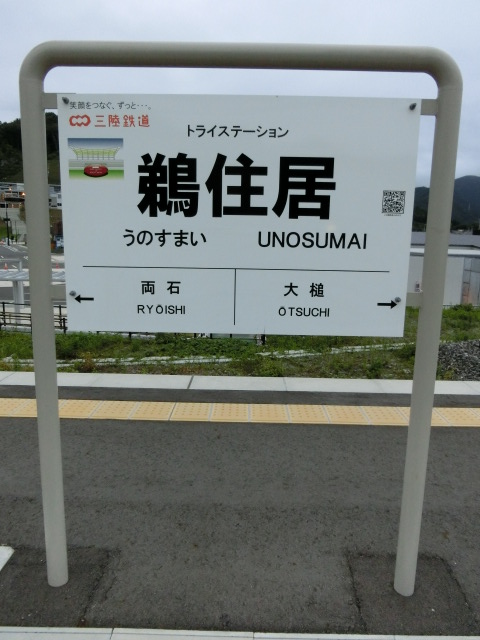 笑顔をつなぐ、ずっと・・・。
三陸鉄道
トライステーション
鵜住居
うのすまい UNOSUMAI
両石 大槌
RYŌISHI ŌTSUCHI